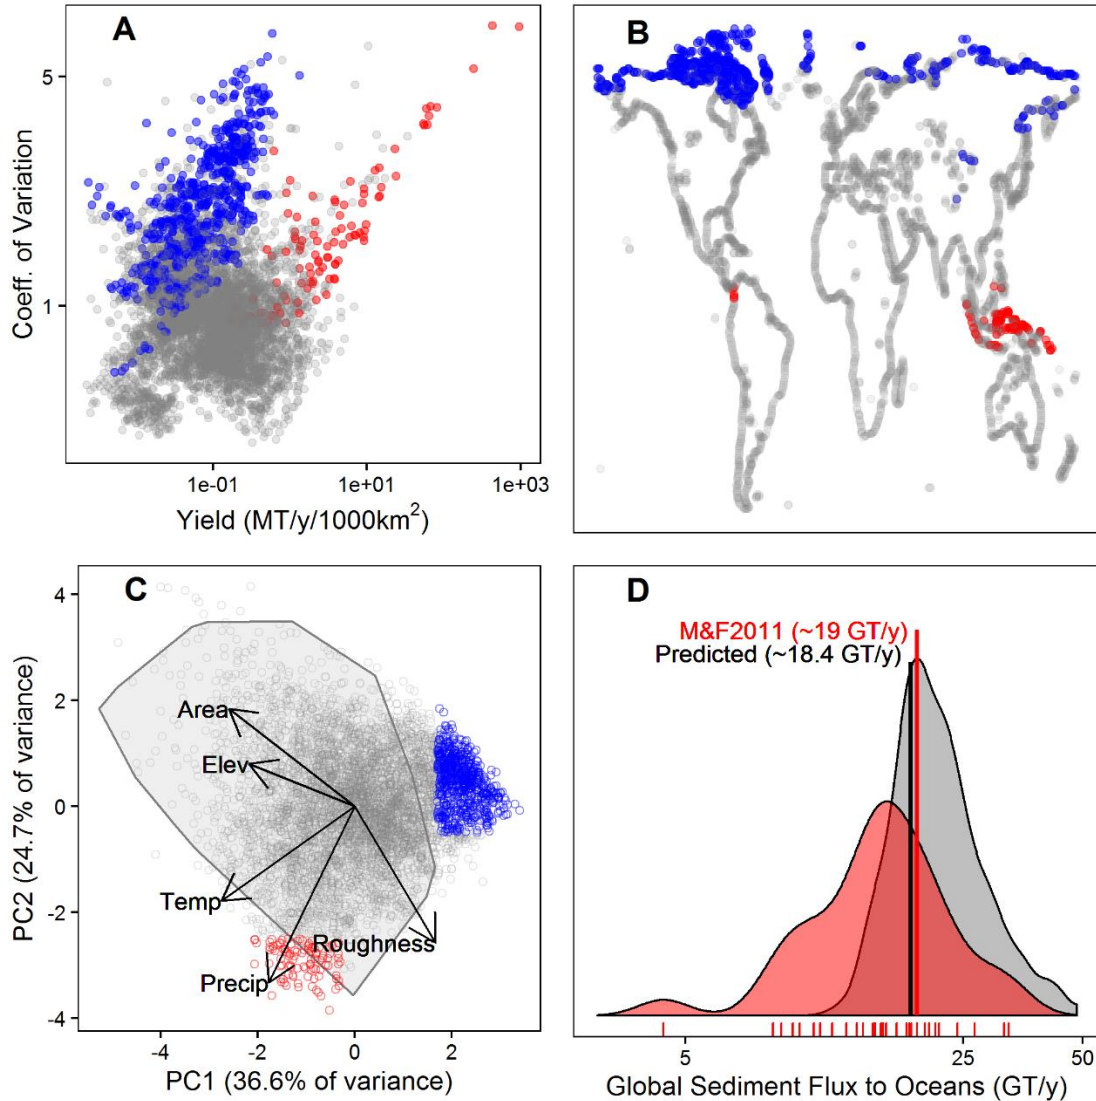 A
5
1
Coeff. of Variation
1e-01
1e+01
1e+03
Yield (MT/y/1000km²)
B
C
4
2
0
-2
-4
PC2 (24.7% of variance)
Area
Elev
Temp
Roughness
Precip
-4
-2
0
2
PC1 (36.6% of variance)
D
M&F2011 (~19 GT/y)
Predicted (~18.4 GT/y)
5
25
50
Global Sediment Flux to Oceans (GT/y)